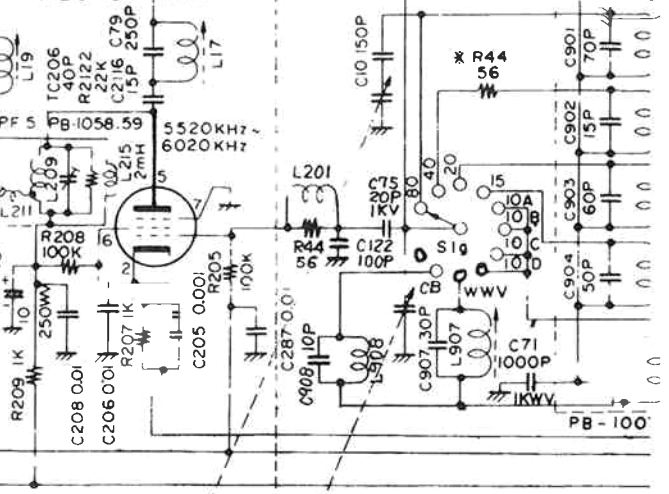 L19
TC206
40P
R2122
22K
C2116
15P
C79
250P
L17
C10 150P
※ R44
56
C901
70P
C902
15P
C903
60P
C904
50P
PF 5
PB-1058.59
5520KHz ~
6020KHz
L209
L215
2mH
L211
5
7
6
2
R208
100K
10
250WV
R209 1K
C208 0.01
C206 0.01
R207 1K
C205 0.001
R205
100K
L201
R44
56
C122
100P
C75
20P
1KV
80
40
20
15
10A
10 B
10 C
10 D
S1g
CB
WWV
C287 0.01
C908 10P
L908
C907 30P
L907
C71
1000P
1KWV
PB-100